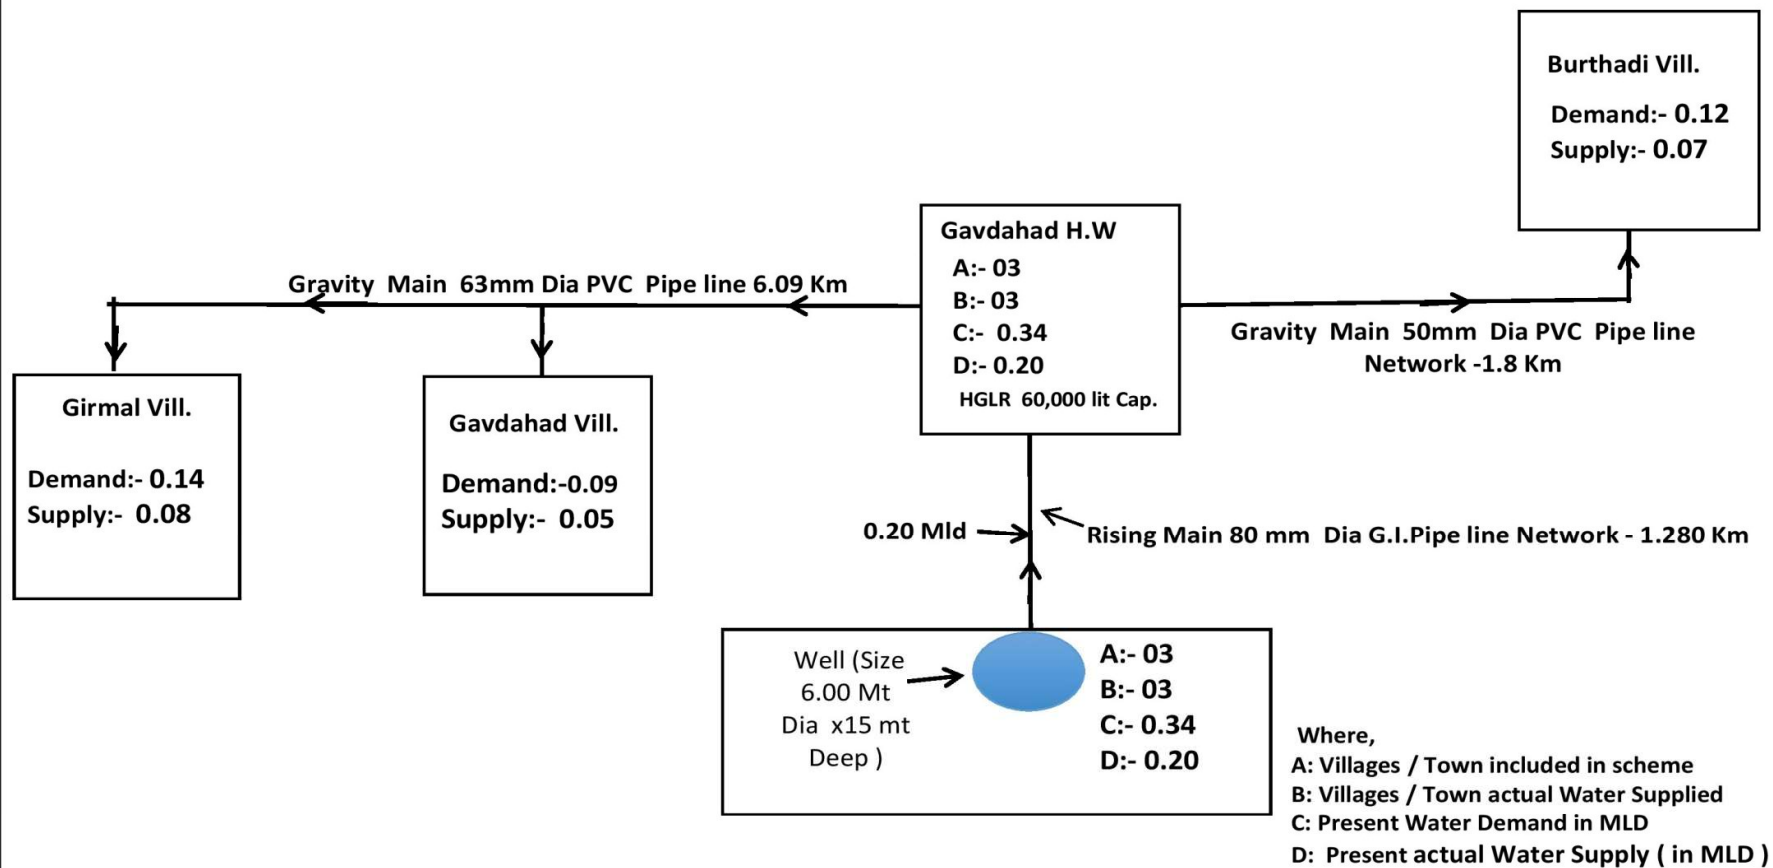 Burthadi Vill.
Demand:- 0.12
Supply:- 0.07
Gavdahad H.W
A:- 03
B:- 03
C:- 0.34
D:- 0.20
HGLR 60,000 lit Cap.
Gravity Main 63mm Dia PVC Pipe line 6.09 Km
Gravity Main 50mm Dia PVC Pipe line
Network -1.8 Km
Girmal Vill.
Demand:- 0.14
Supply:- 0.08
Gavdahad Vill.
Demand:-0.09
Supply:- 0.05
0.20 Mld
Rising Main 80 mm Dia G.I.Pipe line Network - 1.280 Km
Well (Size
6.00 Mt
Dia x15 mt
Deep )
A:- 03
B:- 03
C:- 0.34
D:- 0.20
Where,
A: Villages / Town included in scheme
B: Villages / Town actual Water Supplied
C: Present Water Demand in MLD
D: Present actual Water Supply ( in MLD )